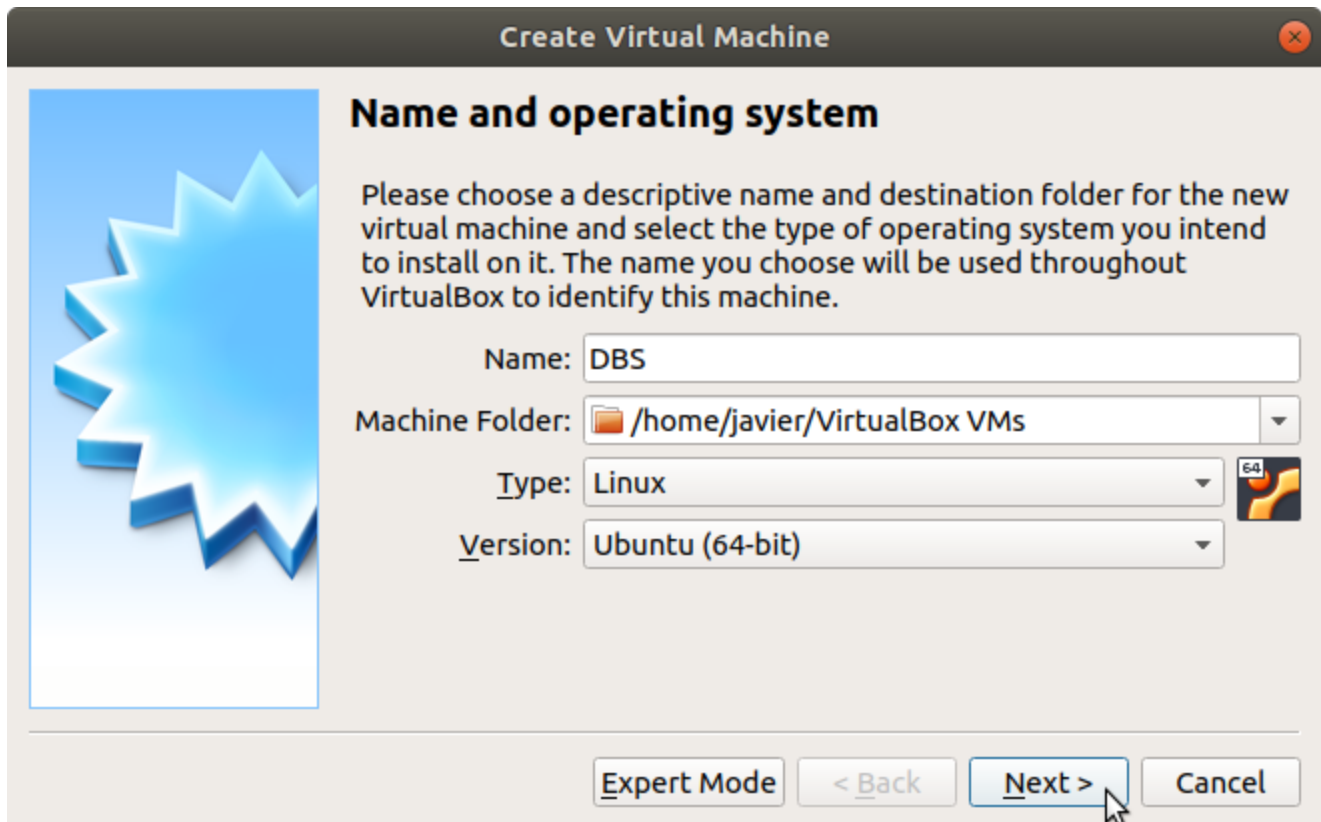 Create Virtual Machine
Name and operating system
Please choose a descriptive name and destination folder for the new
virtual machine and select the type of operating system you intend
to install on it. The name you choose will be used throughout
VirtualBox to identify this machine.
Name: DBS
Machine Folder: /home/javier/VirtualBox VMs
Type: Linux
64
Version: Ubuntu (64-bit)
Expert Mode < Back Next > Cancel